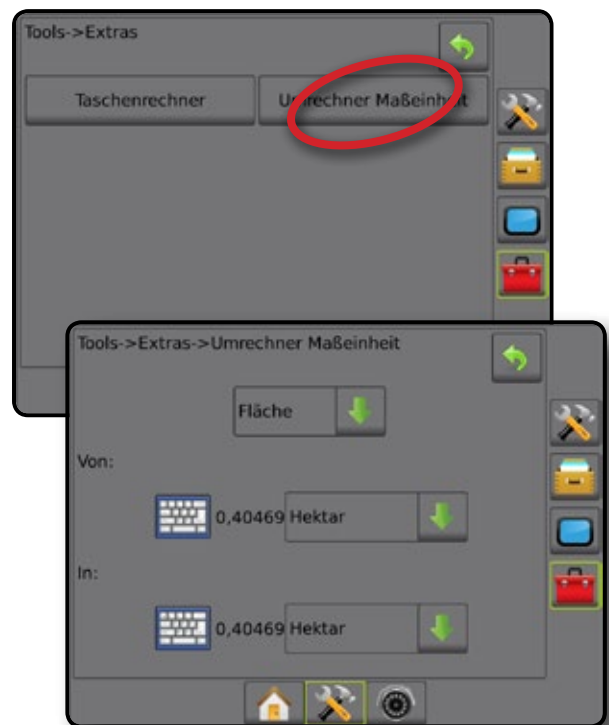 Tools->Extras
Taschenrechner Umrechner Maßeinheit
Tools->Extras->Umrechner Maßeinheit
Fläche
Von:
0,40469 Hektar
In:
0,40469 Hektar